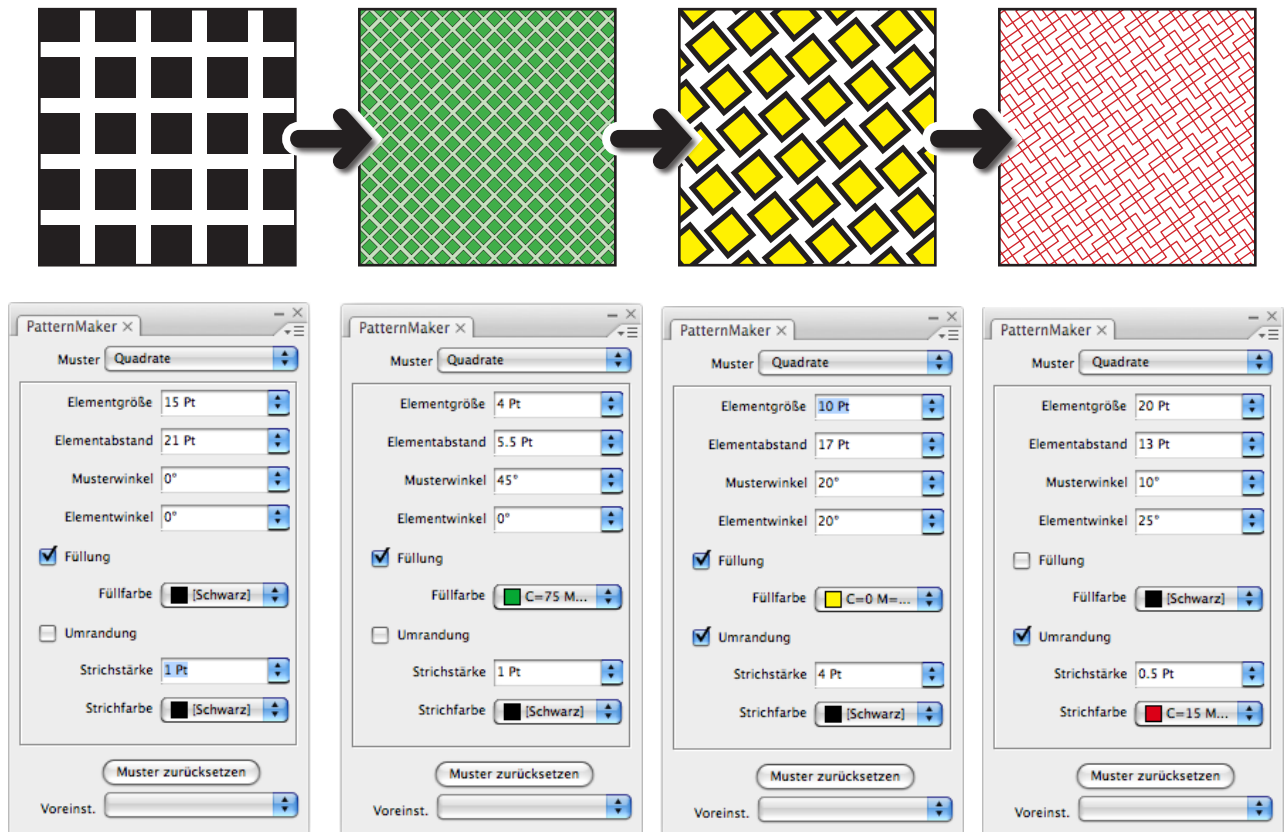 PatternMaker
Muster Quadrate
Elementgröße 15 Pt
Elementabstand 21 Pt
Musterwinkel 0°
Elementwinkel 0°
Füllung
Füllfarbe [Schwarz]
Umrandung
Strichstärke 1 Pt
Strichfarbe [Schwarz]
Muster zurücksetzen
Voreinst.
PatternMaker
Muster Quadrate
Elementgröße 4 Pt
Elementabstand 5.5 Pt
Musterwinkel 45°
Elementwinkel 0°
Füllung
Füllfarbe C=75 M...
Umrandung
Strichstärke 1 Pt
Strichfarbe [Schwarz]
Muster zurücksetzen
Voreinst.
PatternMaker
Muster Quadrate
Elementgröße 10 Pt
Elementabstand 17 Pt
Musterwinkel 20°
Elementwinkel 20°
Füllung
Füllfarbe C=0 M=...
Umrandung
Strichstärke 4 Pt
Strichfarbe [Schwarz]
Muster zurücksetzen
Voreinst.
PatternMaker
Muster Quadrate
Elementgröße 20 Pt
Elementabstand 13 Pt
Musterwinkel 10°
Elementwinkel 25°
Füllung
Füllfarbe [Schwarz]
Umrandung
Strichstärke 0.5 Pt
Strichfarbe C=15 M...
Muster zurücksetzen
Voreinst.